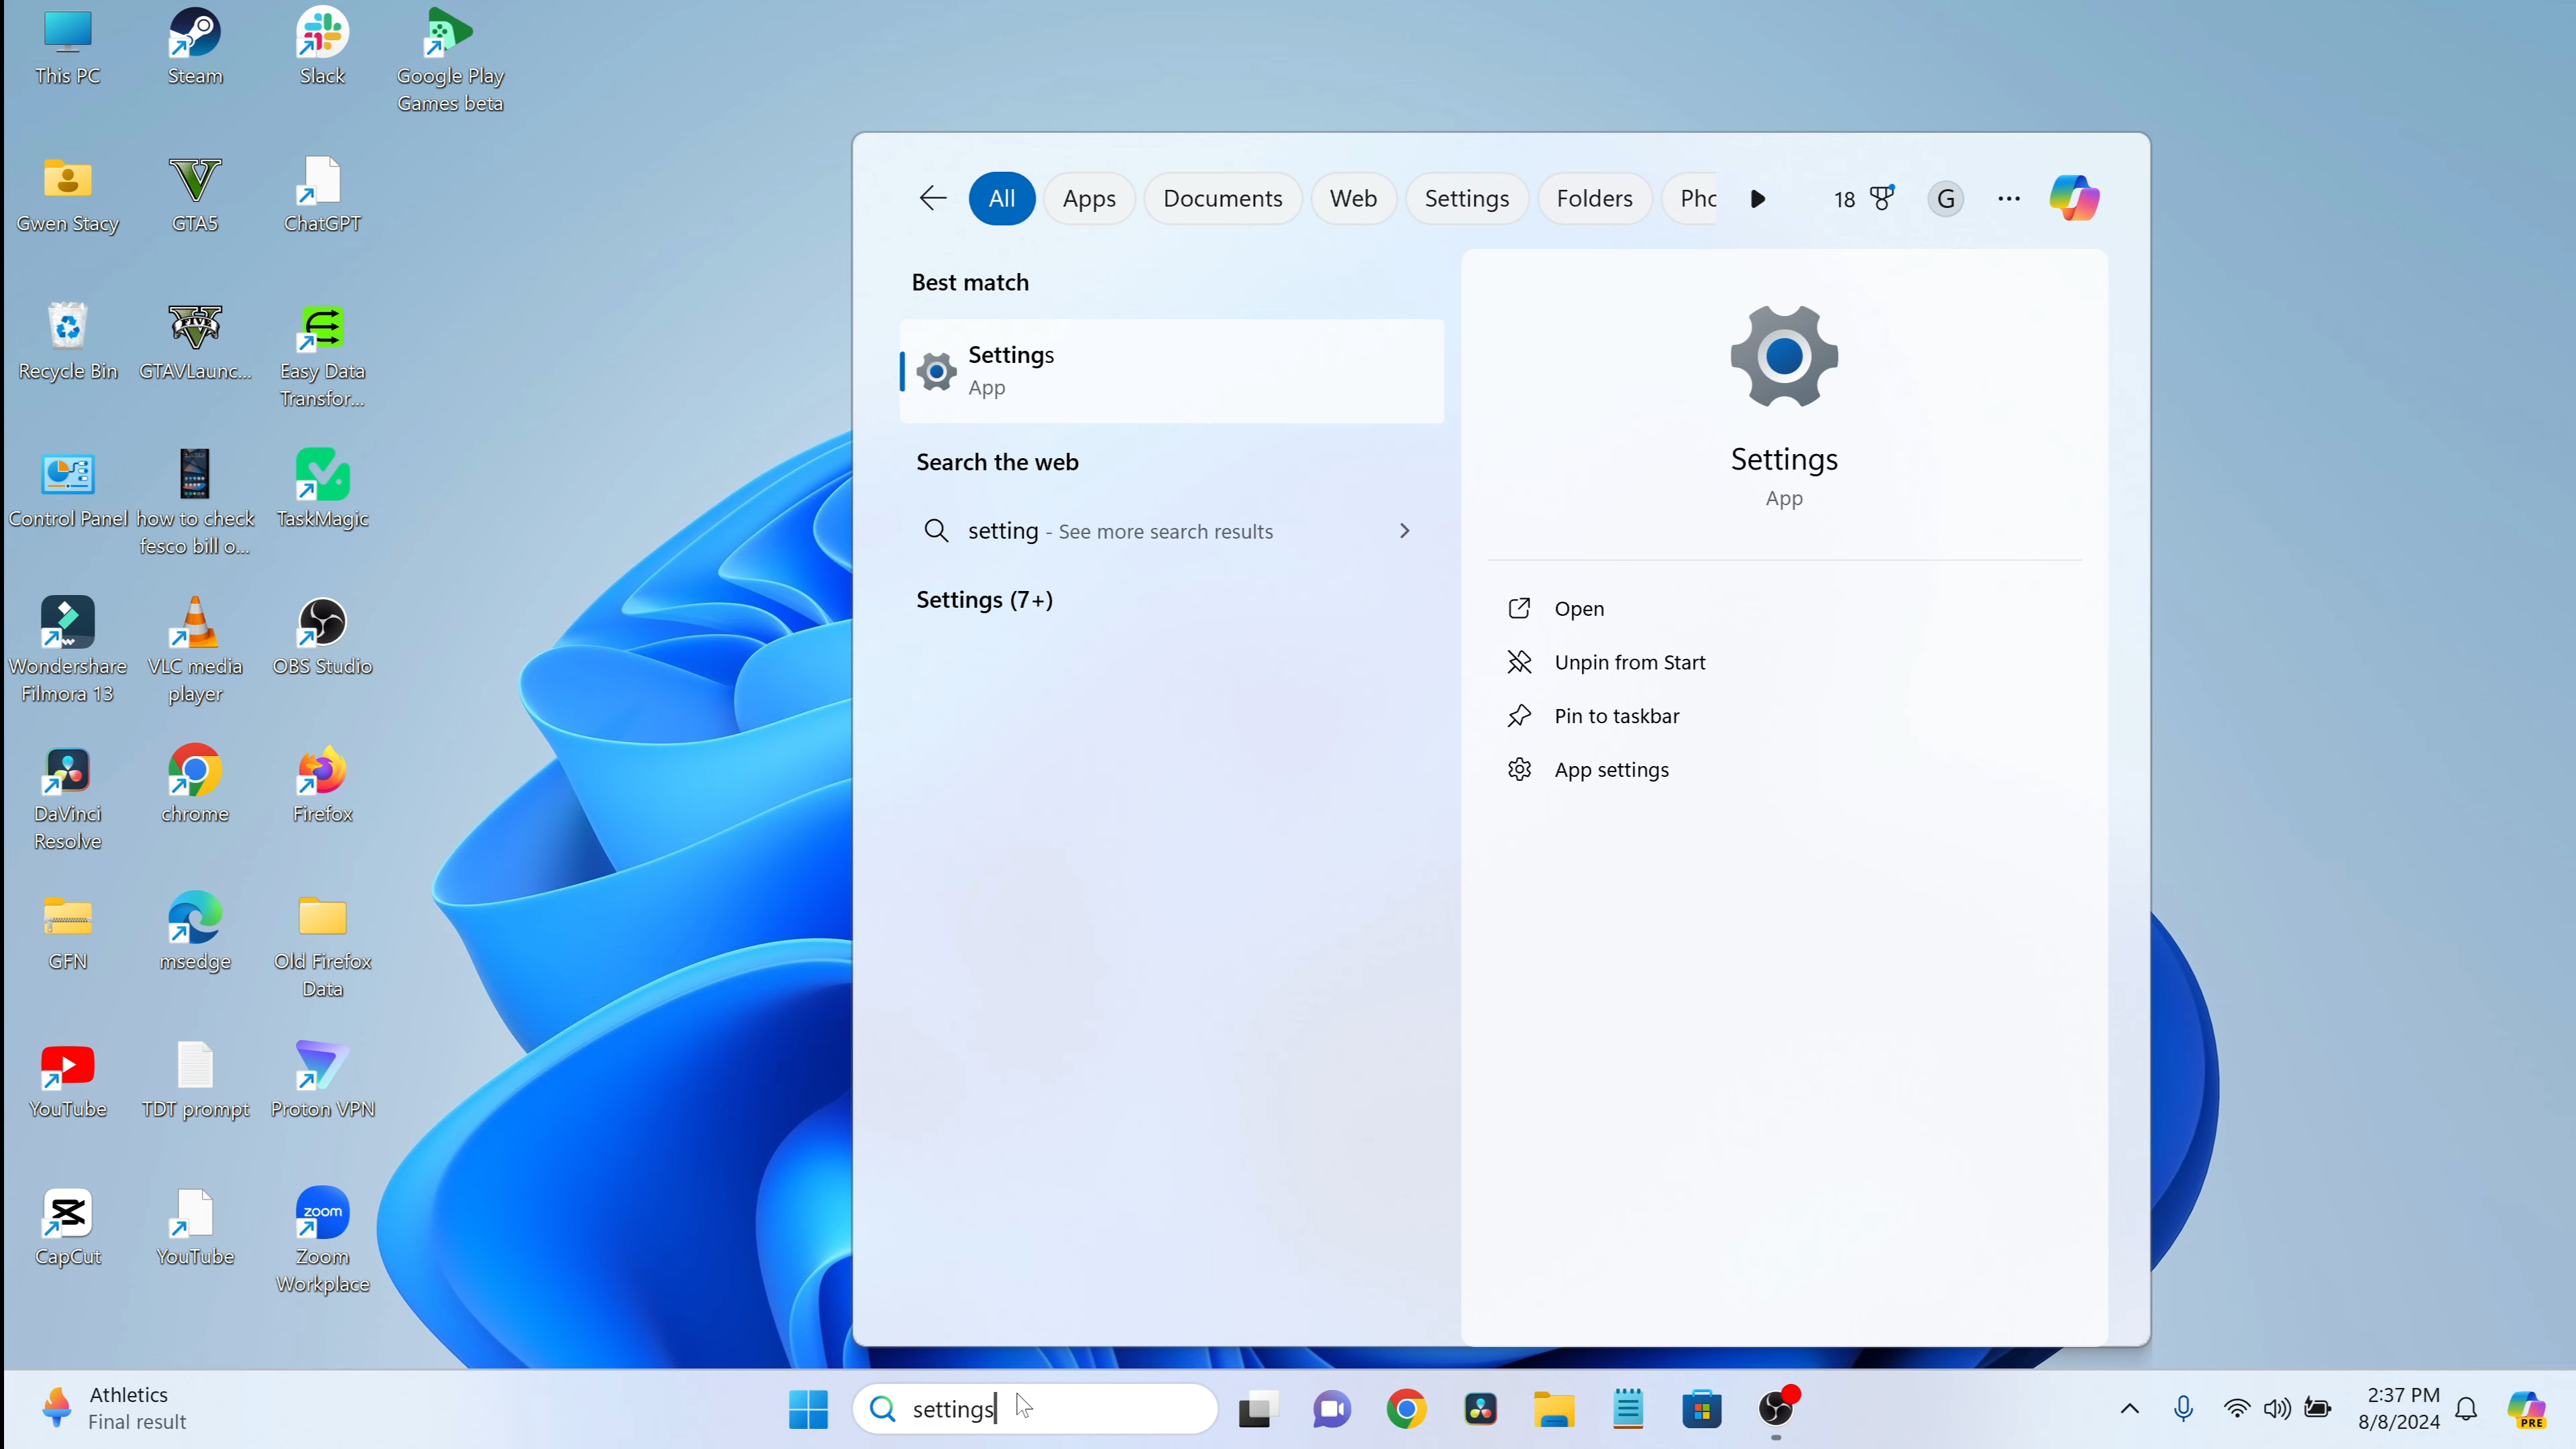 This PC
Steam
Slack
Google Play
Games beta
Gwen Stacy
GTA5
ChatGPT
Recycle Bin
GTAVLaunc...
Easy Data
Transfor...
Control Panel
how to check
fesco bill o...
TaskMagic
Wondershare
Filmora 13
VLC media
player
OBS Studio
DaVinci
Resolve
chrome
Firefox
GFN
msedge
Old Firefox
Data
YouTube
TDT prompt
Proton VPN
CapCut
YouTube
zoom
Zoom
Workplace
All
Apps
Documents
Web
Settings
Folders
Pho
18
G
Best match
Settings
App
Search the web
setting - See more search results
Settings (7+)
Settings
App
Open
Unpin from Start
Pin to taskbar
App settings
Athletics
Final result
settings
2:37 PM
8/8/2024
PRE